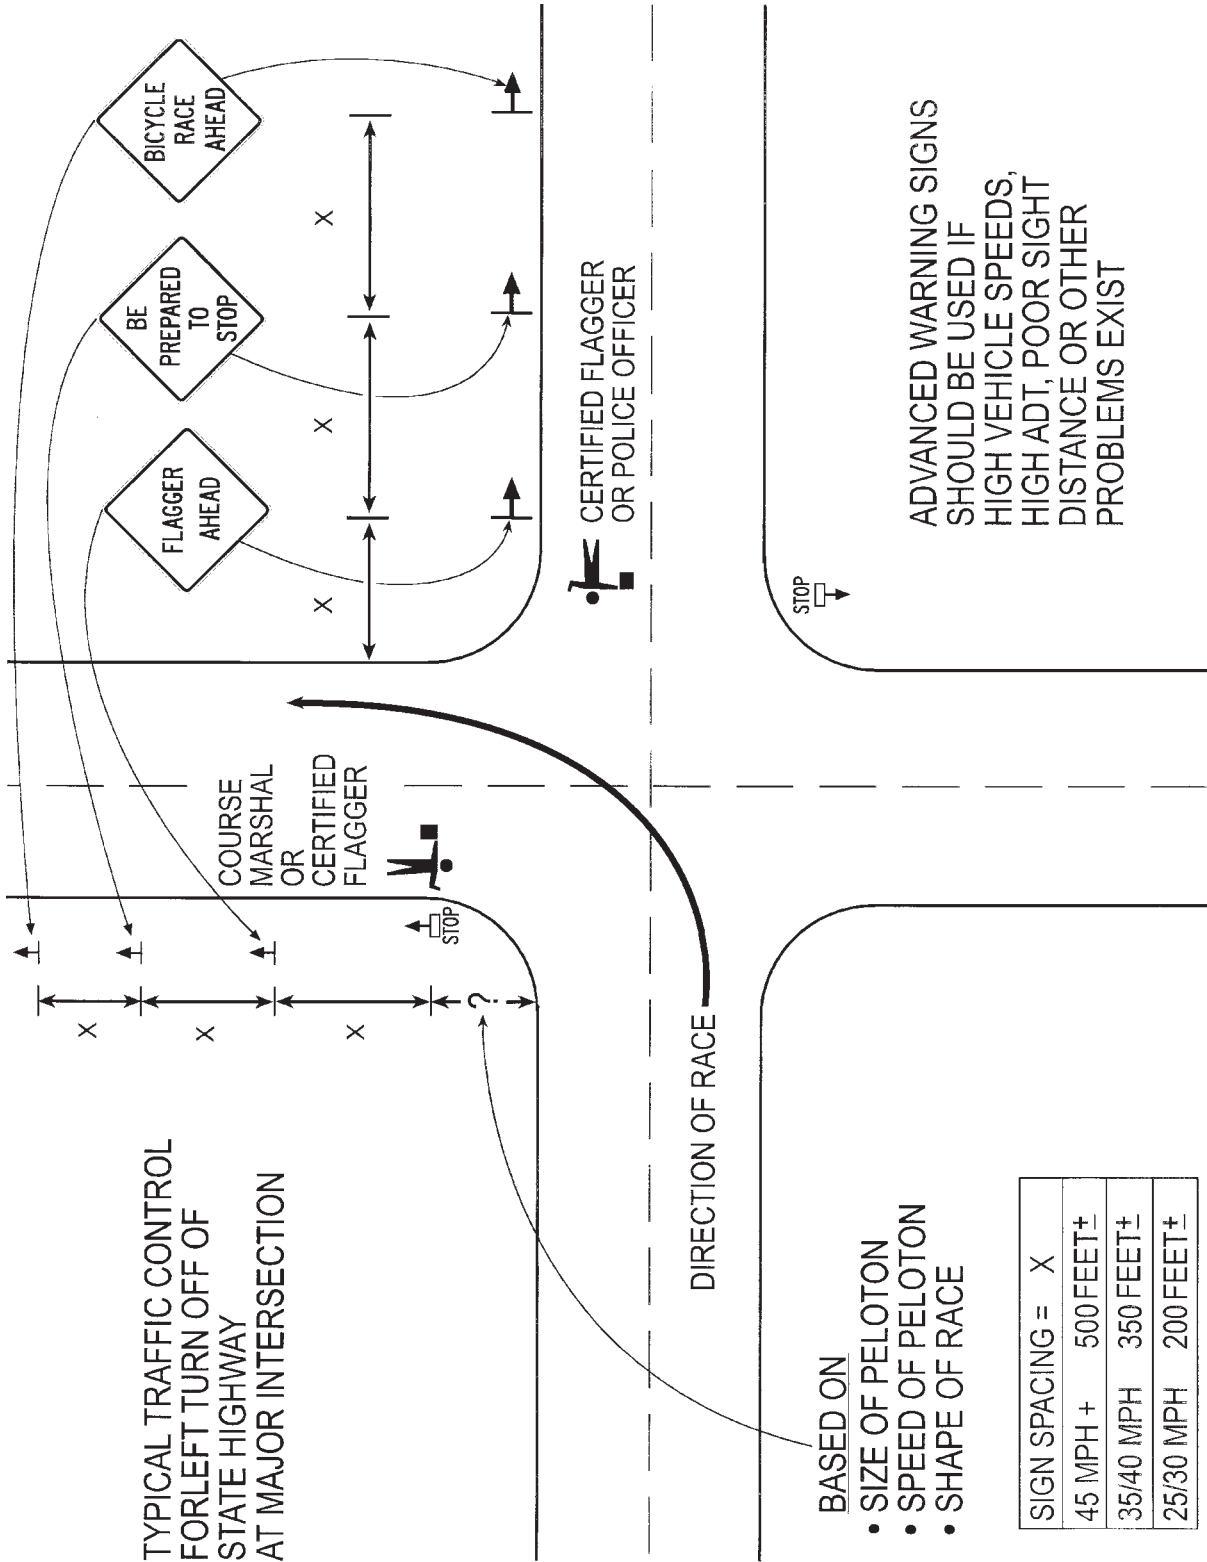 TYPICAL TRAFFIC CONTROL
FORLEFT TURN OFF OF
STATE HIGHWAY
AT MAJOR INTERSECTION
X
X
X
?
STOP
COURSE
MARSHAL
OR
CERTIFIED
FLAGGER
FLAGGER
AHEAD
BE
PREPARED
TO
STOP
BICYCLE
RACE
AHEAD
X
X
X
CERTIFIED FLAGGER
OR POLICE OFFICER
DIRECTION OF RACE
STOP
BASED ON
• SIZE OF PELOTON
• SPEED OF PELOTON
• SHAPE OF RACE
SIGN SPACING = X
45 MPH + 500 FEET±
35/40 MPH 350 FEET±
25/30 MPH 200 FEET±
ADVANCED WARNING SIGNS
SHOULD BE USED IF
HIGH VEHICLE SPEEDS,
HIGH ADT, POOR SIGHT
DISTANCE OR OTHER
PROBLEMS EXIST